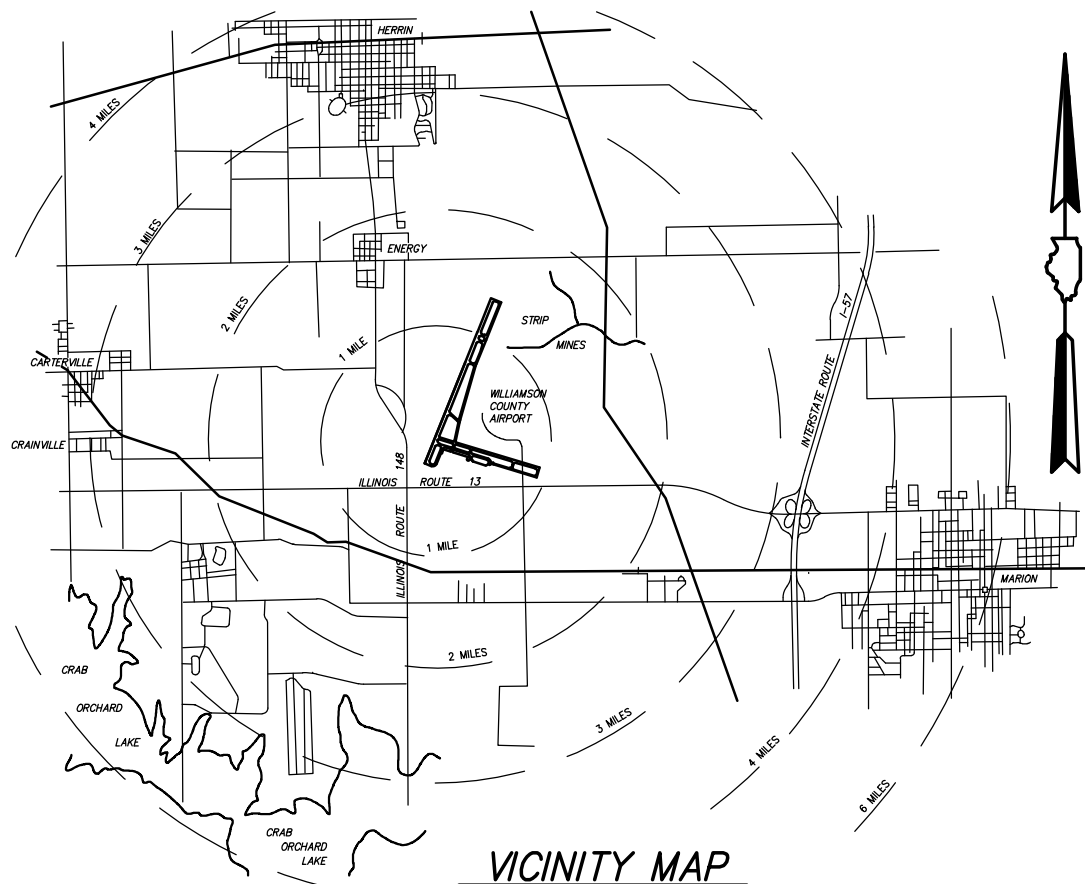 HERRIN
4 MILES
3 MILES
ENERGY
2 MILES
I-57
STRIP
MINES
1 MILE
CARTERVILLE
WILLIAMSON
COUNTY
AIRPORT
INTERSTATE ROUTE
CRAINVILLE
ILLINOIS ROUTE 13
ILLINOIS ROUTE 148
1 MILE
MARION
2 MILES
CRAB
ORCHARD
LAKE
3 MILES
4 MILES
6 MILES
CRAB
ORCHARD
LAKE
VICINITY MAP